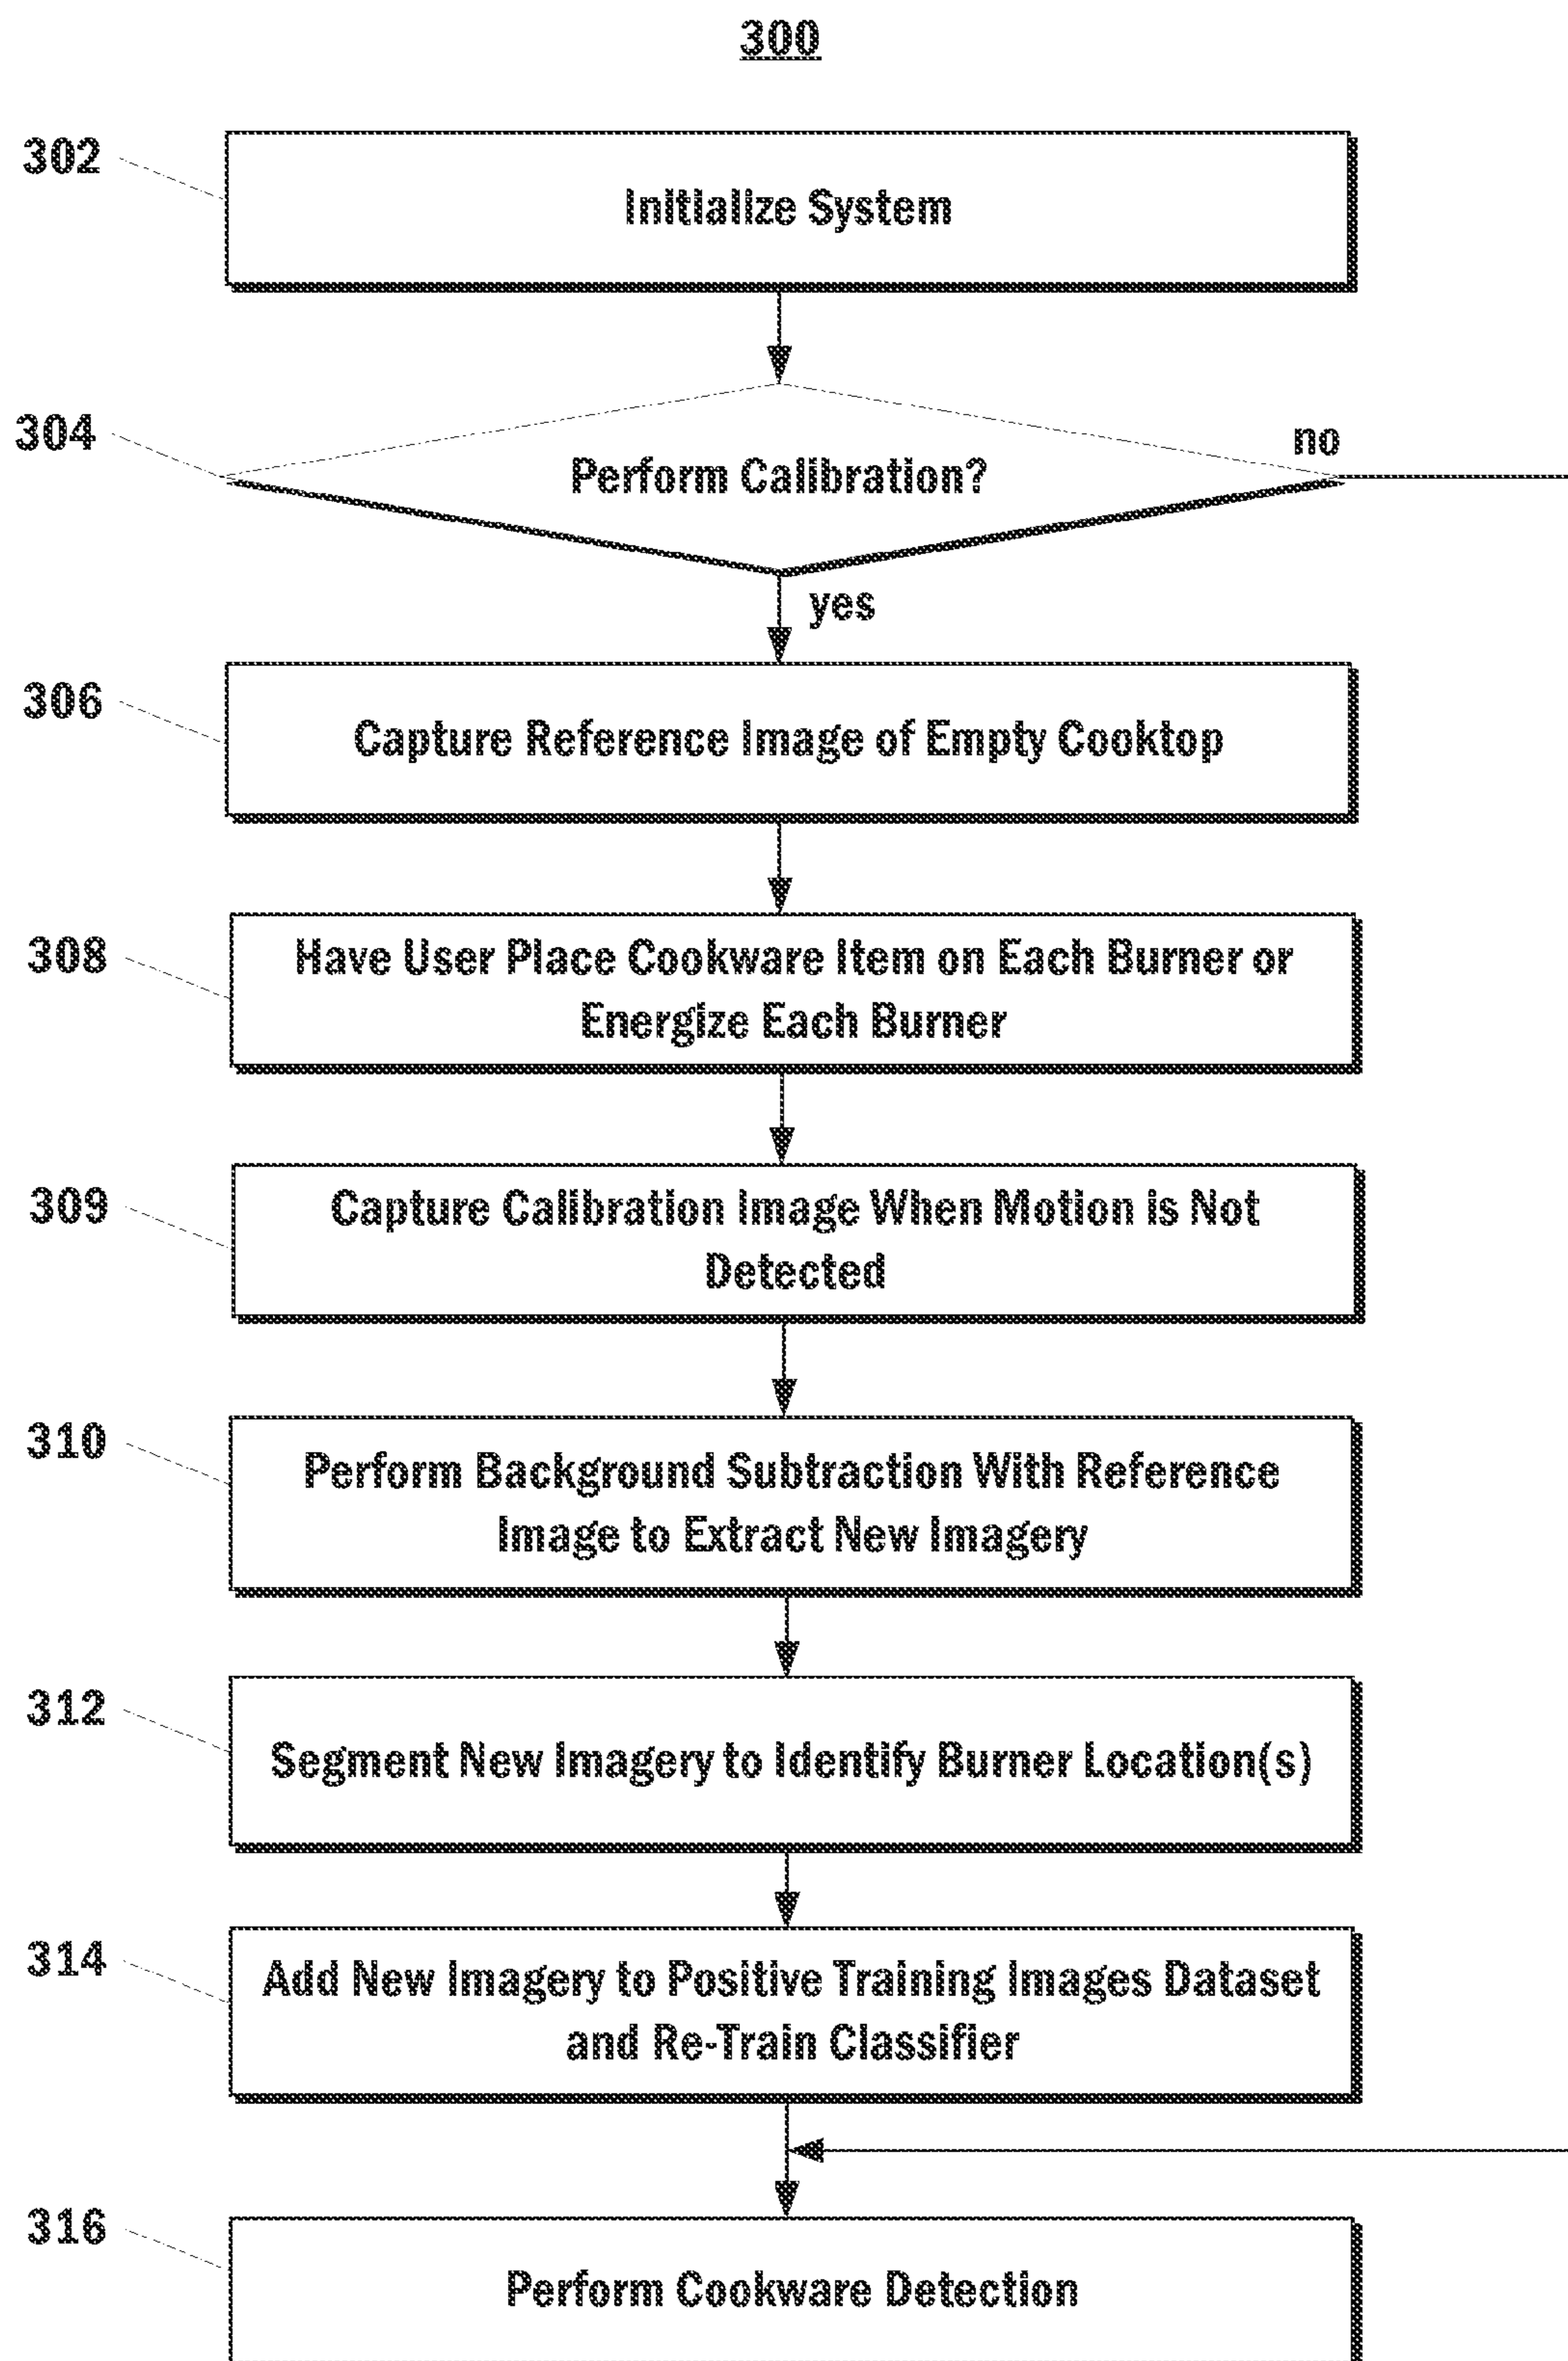 300
302
Initialize System
304
Perform Calibration?
no
yes
306
Capture Reference Image of Empty Cooktop
308
Have User Place Cookware Item on Each Burner or
Energize Each Burner
309
Capture Calibration Image When Motion is Not
Detected
310
Perform Background Subtraction With Reference
Image to Extract New Imagery
312
Segment New Imagery to Identify Burner Location(s)
314
Add New Imagery to Positive Training Images Dataset
and Re-Train Classifier
316
Perform Cookware Detection